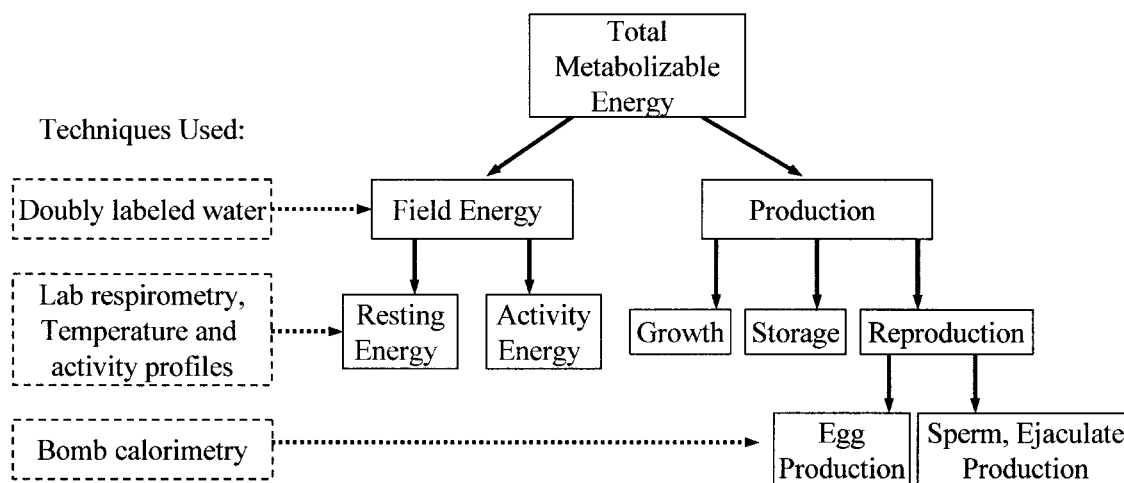 Total
Metabolizable
Energy
Techniques Used:
Doubly labeled water
Field Energy
Production
Lab respirometry,
Temperature and
activity profiles
Resting
Energy
Activity
Energy
Growth
Storage
Reproduction
Bomb calorimetry
Egg
Production
Sperm, Ejaculate
Production